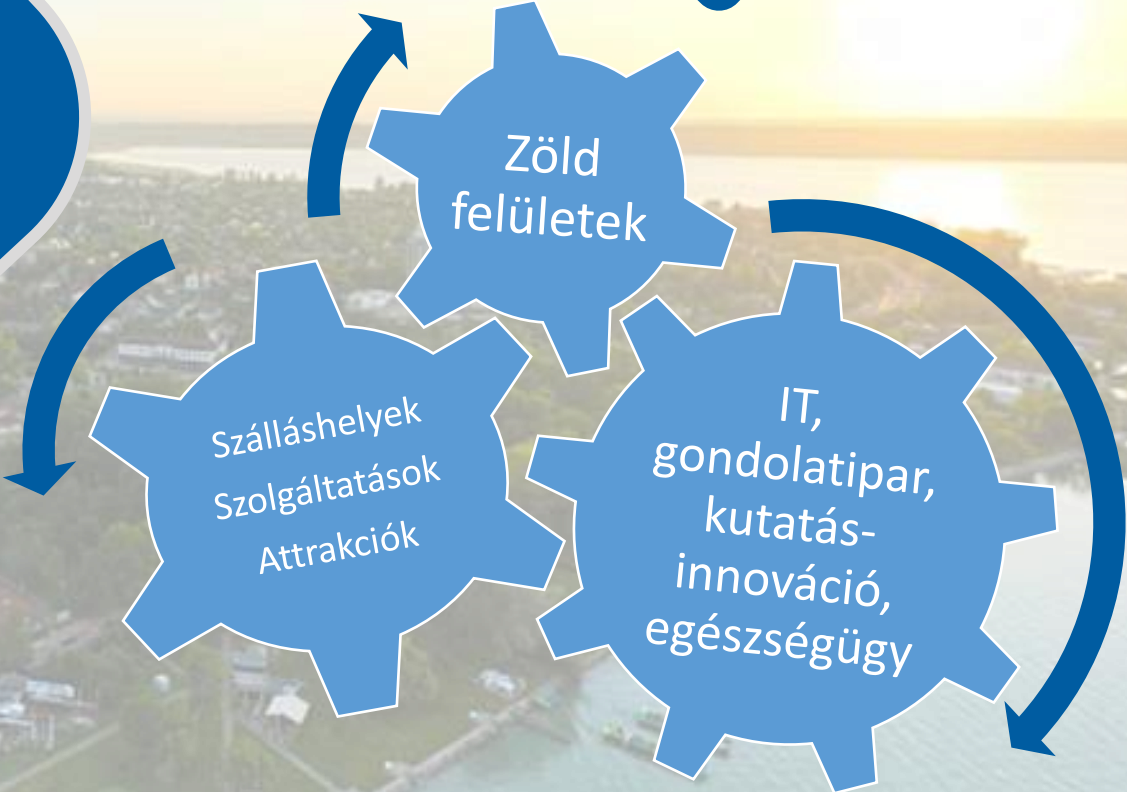 Zöld
felületek
Szálláshelyek
Szolgáltatások
Attrakciók
IT,
gondolatipar,
kutatás-
innováció,
egészségügy